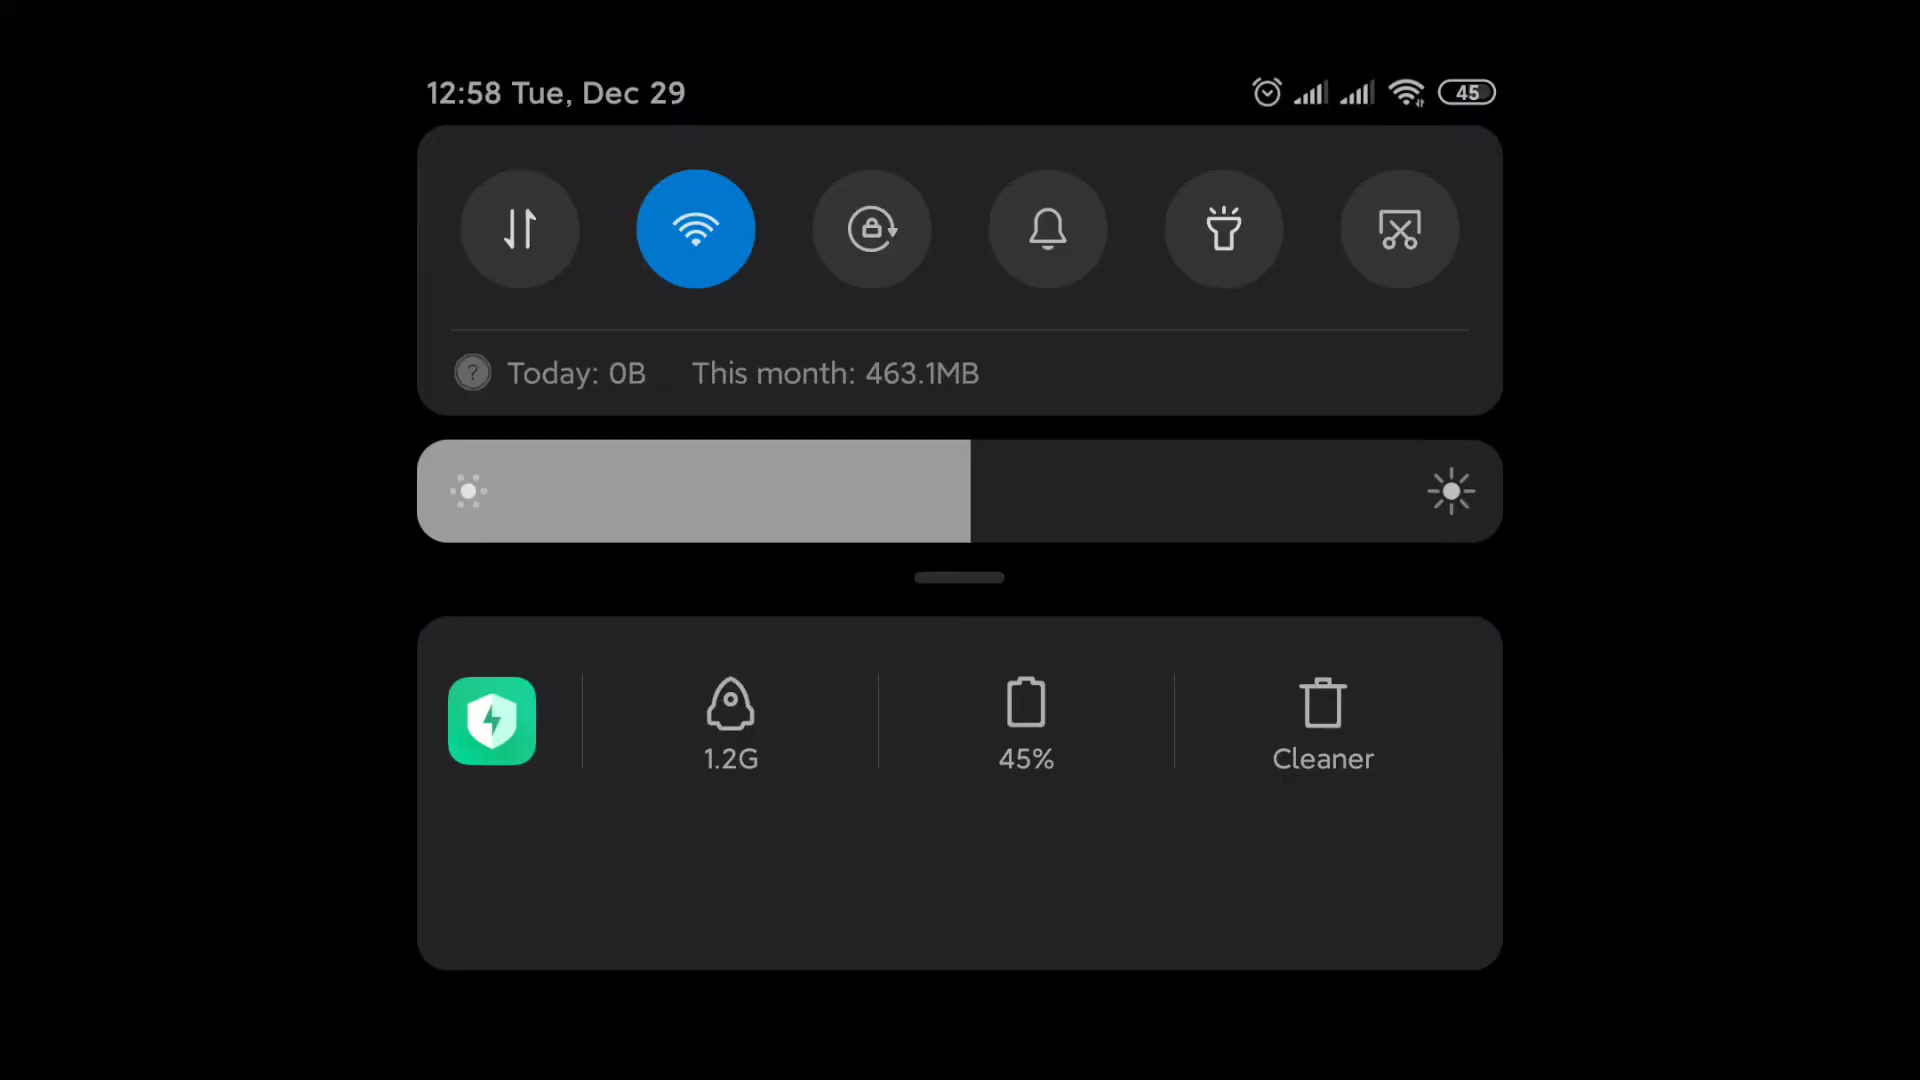 12:58 Tue, Dec 29 45
? Today: 0B This month: 463.1MB
1.2G 45% Cleaner